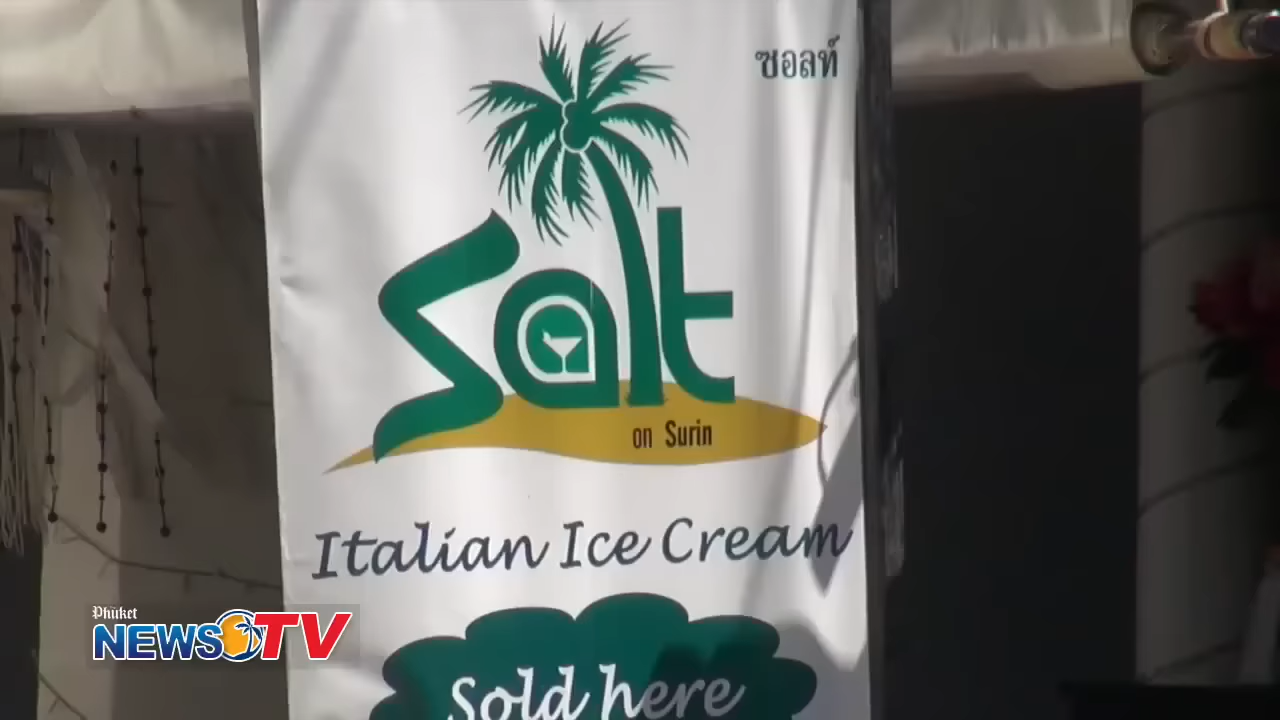 ซอลท์
Salt
on Surin
Italian Ice Cream
Sold here
Phuket
NEWS TV